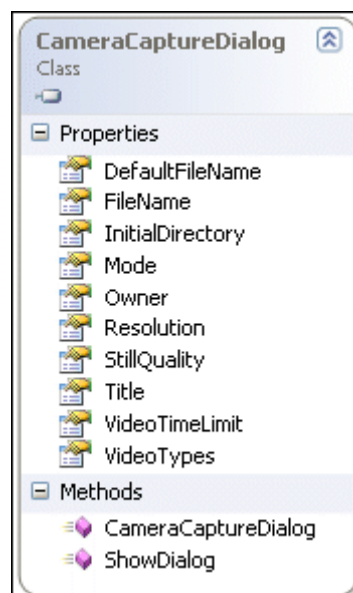 CameraCaptureDialog
Class
Properties
DefaultFileName
FileName
InitialDirectory
Mode
Owner
Resolution
StillQuality
Title
VideoTimeLimit
VideoTypes
Methods
CameraCaptureDialog
ShowDialog